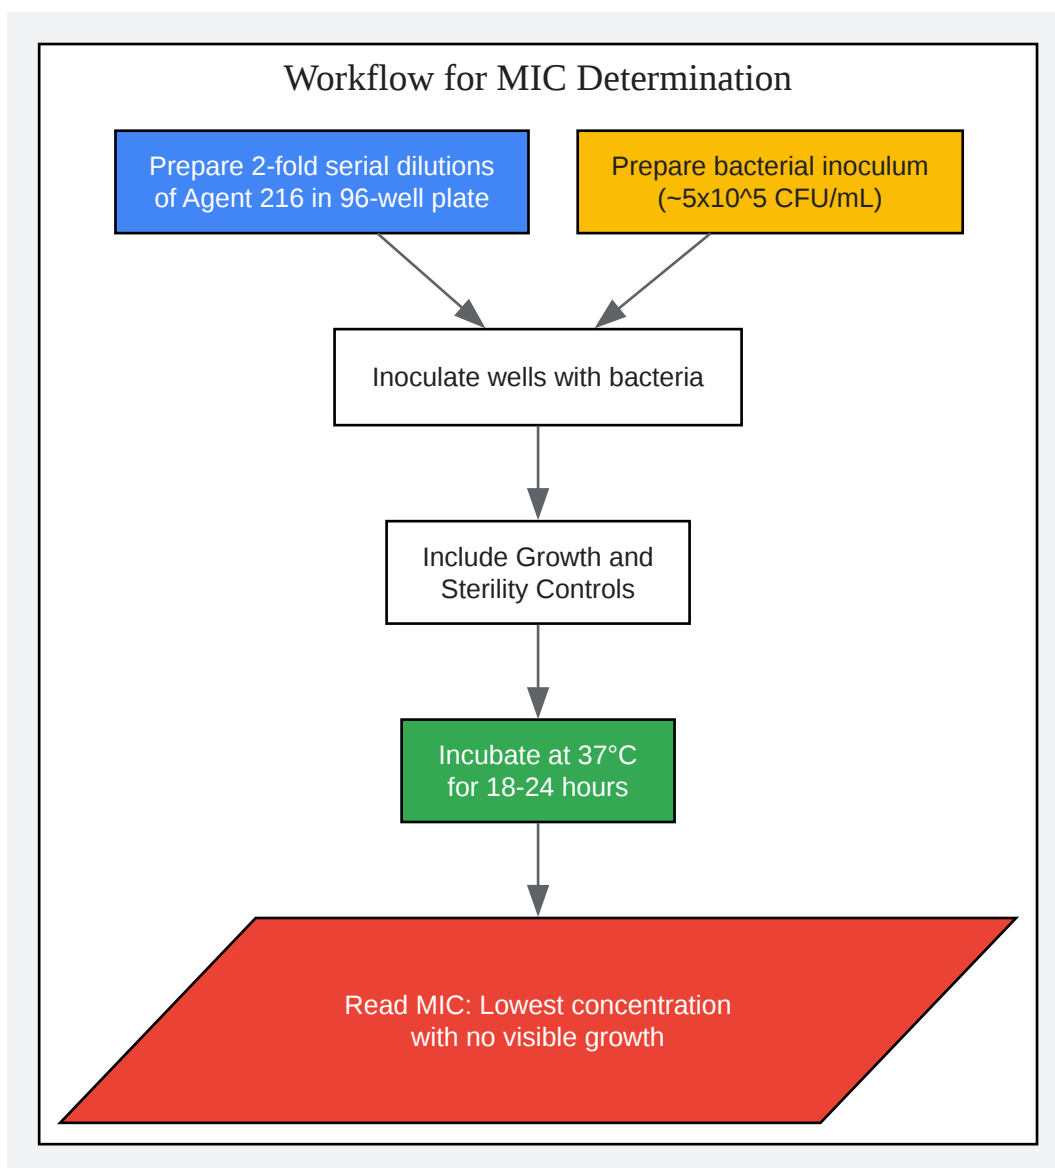 Workflow for MIC Determination
Prepare 2-fold serial dilutions
of Agent 216 in 96-well plate
Prepare bacterial inoculum
(~5x10^5 CFU/mL)
Inoculate wells with bacteria
Include Growth and
Sterility Controls
Incubate at 37°C
for 18-24 hours
Read MIC: Lowest concentration
with no visible growth